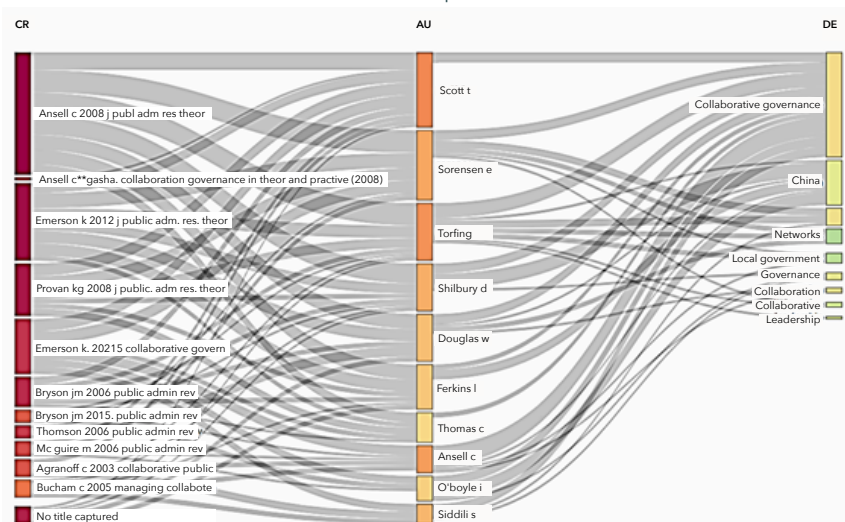 CR
AU
DE
Ansell c 2008 j publ adm res theor
Ansell c**gasha. collaboration governance in theor and practive (2008)
Emerson k 2012 j public adm. res. theor
Provan kg 2008 j public. adm res. theor
Emerson k. 20215 collaborative govern
Bryson jm 2006 public admin rev
Bryson jm 2015. public admin rev
Thomson 2006 public admin rev
Mc guire m 2006 public admin rev
Agranoff c 2003 collaborative public
Bucham c 2005 managing collabote
No title captured
Scott t
Sorensen e
Torfing
Shilbury d
Douglas w
Ferkins l
Thomas c
Ansell c
O'boyle i
Siddili s
Collaborative governance
China
Networks
Local government
Governance
Collaboration
Collaborative
Leadership